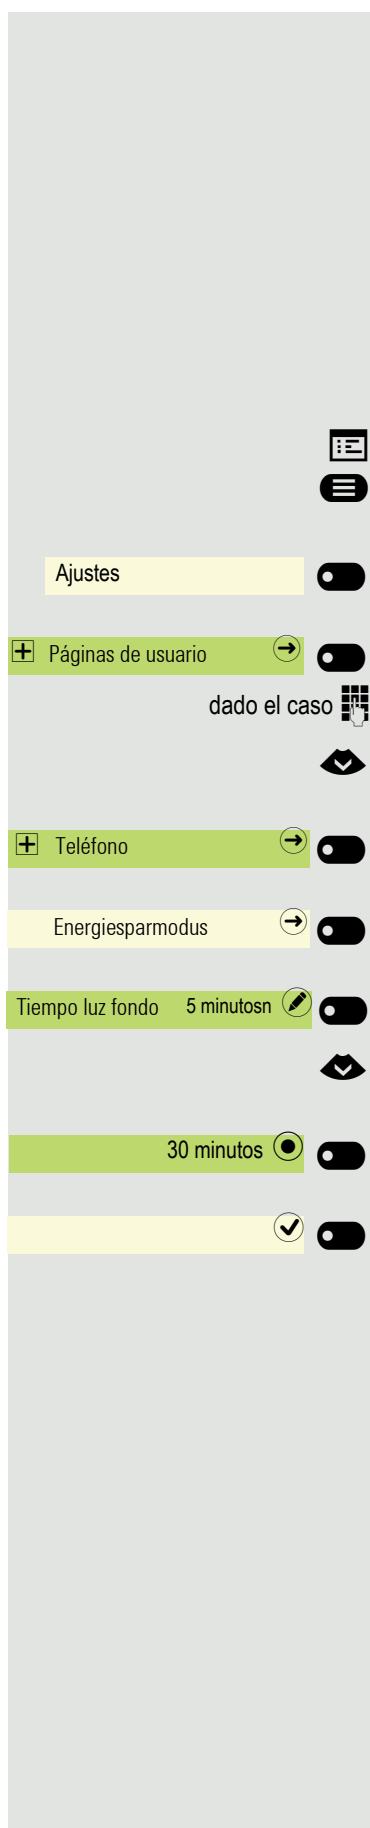 Ajustes
Páginas de usuario
dado el caso
Teléfono
Energiesparmodus
Tiempo luz fondo 5 minutosn
30 minutos